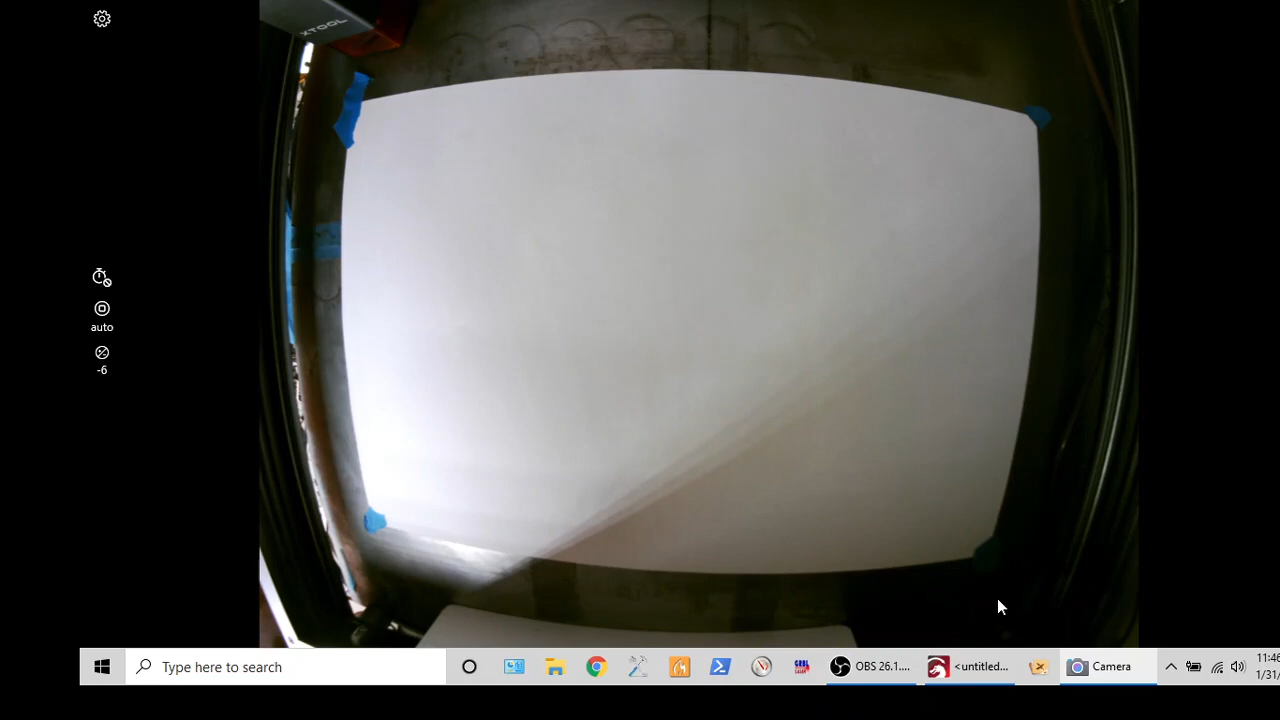 XTOOL
auto
-6
Type here to search
OBS 26.1....
<untitled...
Camera
11:46
1/31/